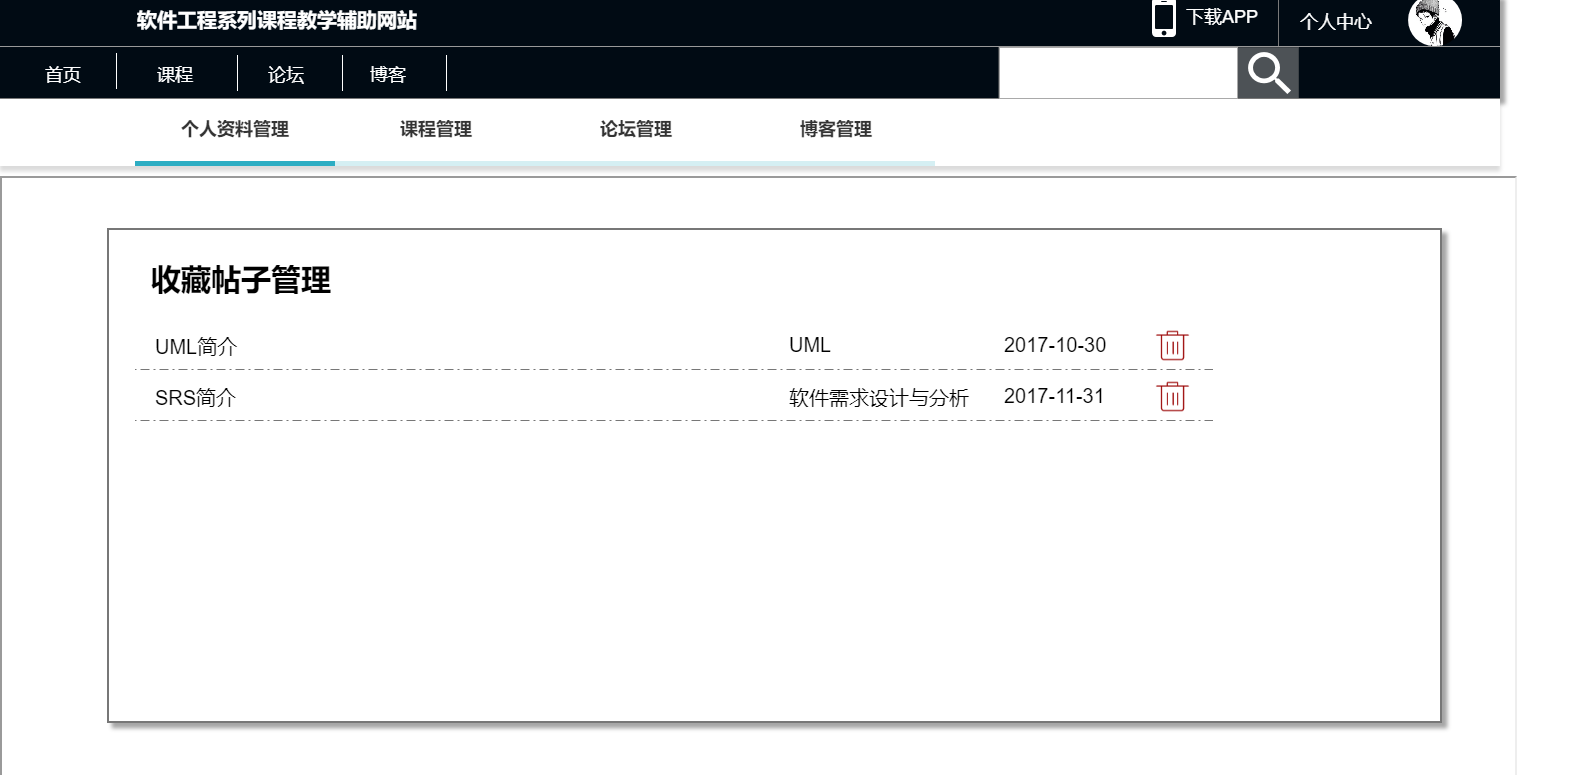 软件工程系列课程教学辅助网站
下载APP
个人中心
首页 课程 论坛 博客
个人资料管理 课程管理 论坛管理 博客管理
收藏帖子管理
UML简介 UML 2017-10-30
SRS简介 软件需求设计与分析 2017-11-31